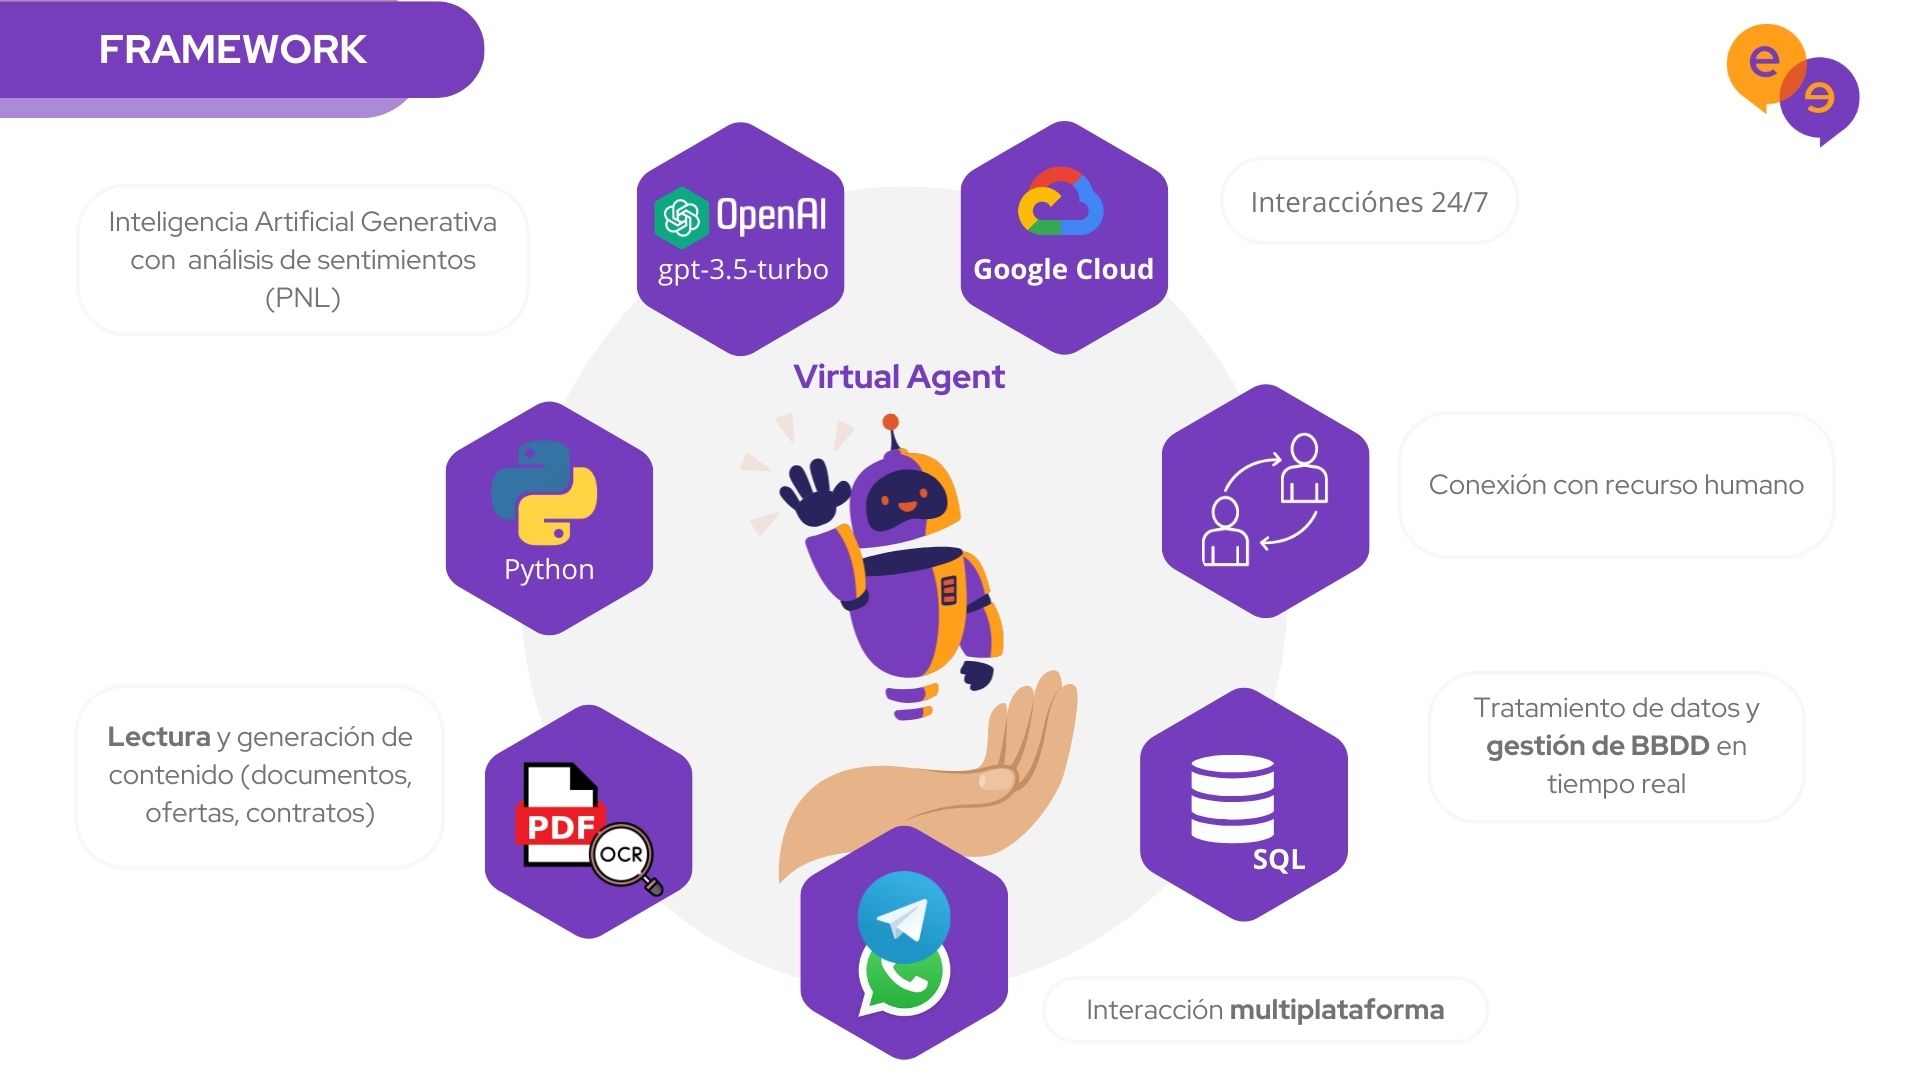 FRAMEWORK
e
e
Inteligencia Artificial Generativa
con análisis de sentimientos
(PNL)
OpenAI
gpt-3.5-turbo
Google Cloud
Interacciónes 24/7
Virtual Agent
Python
Conexión con recurso humano
Lectura y generación de
contenido (documentos,
ofertas, contratos)
PDF
OCR
SQL
Tratamiento de datos y
gestión de BBDD en
tiempo real
Interacción multiplataforma